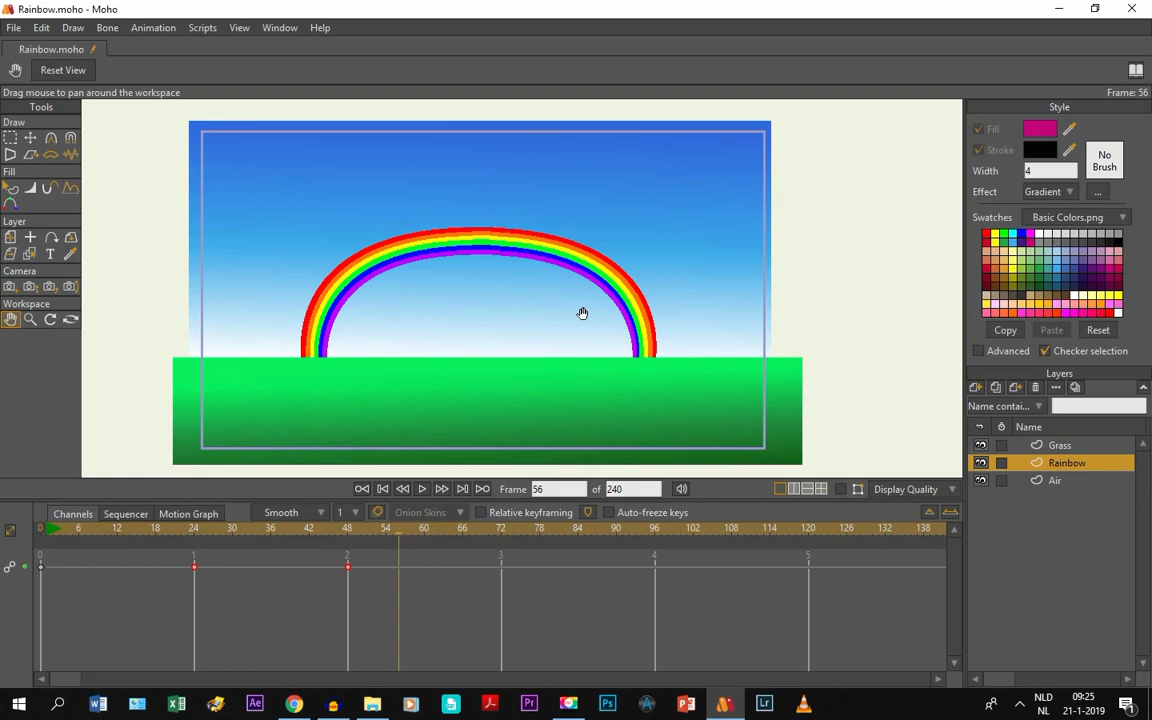 Rainbow.moho - Moho
File Edit Draw Bone Animation Scripts View Window Help
Rainbow.moho
Reset View
Drag mouse to pan around the workspace Frame: 56
Tools
Draw
Fill
Layer
Camera
Workspace
Style
Fill
Stroke
No Brush
Width 4
Effect Gradient ...
Swatches Basic Colors.png
Copy Paste Reset
Advanced Checker selection
Layers
Name contai...
Name
Grass
Rainbow
Air
Frame 56 of 240 Display Quality
Channels Sequencer Motion Graph Smooth 1 Onion Skins Relative keyframing Auto-freeze keys
0 6 12 18 24 30 36 42 48 54 60 66 72 78 84 90 96 102 108 114 120 126 132 138
0 1 2 3 4 5
NLD 09:25
NL 21-1-2019